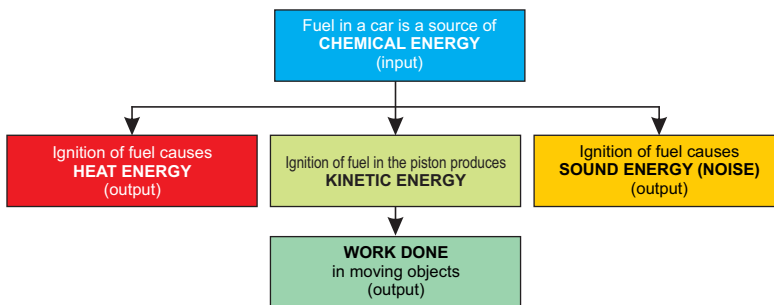 Fuel in a car is a source of
CHEMICAL ENERGY
(input)
Ignition of fuel causes
HEAT ENERGY
(output)
Ignition of fuel in the piston produces
KINETIC ENERGY
Ignition of fuel causes
SOUND ENERGY (NOISE)
(output)
WORK DONE
in moving objects
(output)